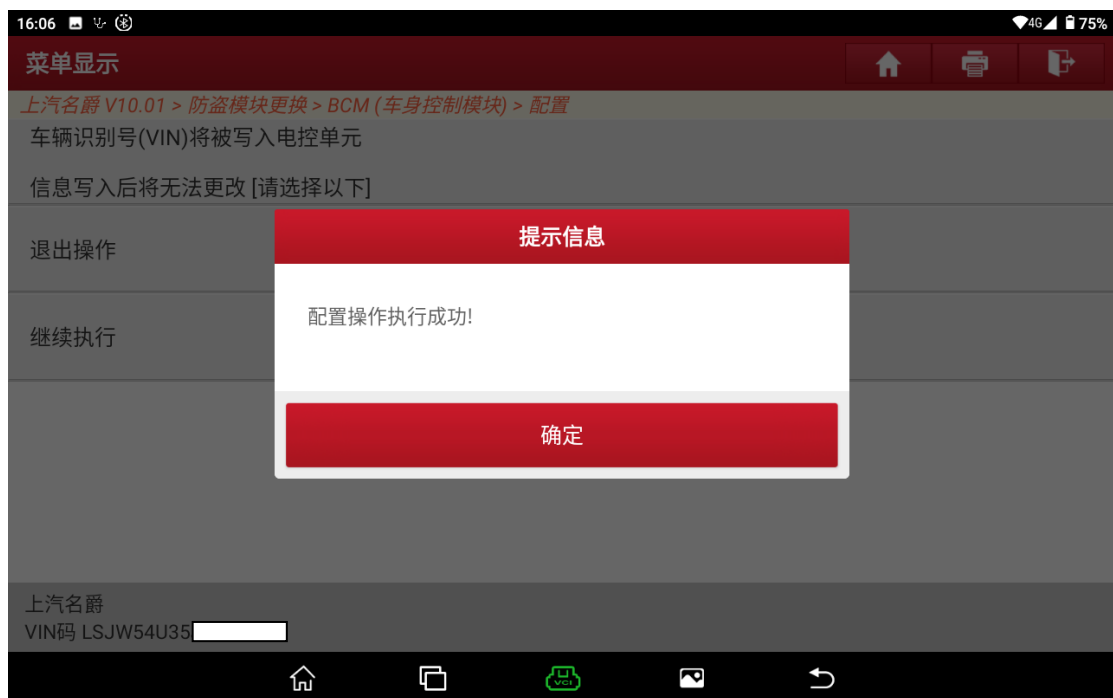 16:06
4G 75%
菜单显示
上汽名爵 V10.01 > 防盗模块更换 > BCM (车身控制模块) > 配置
车辆识别号(VIN)将被写入电控单元
信息写入后将无法更改 [请选择以下]
提示信息
退出操作
配置操作执行成功!
继续执行
确定
上汽名爵
VIN码 LSJW54U35
VCI